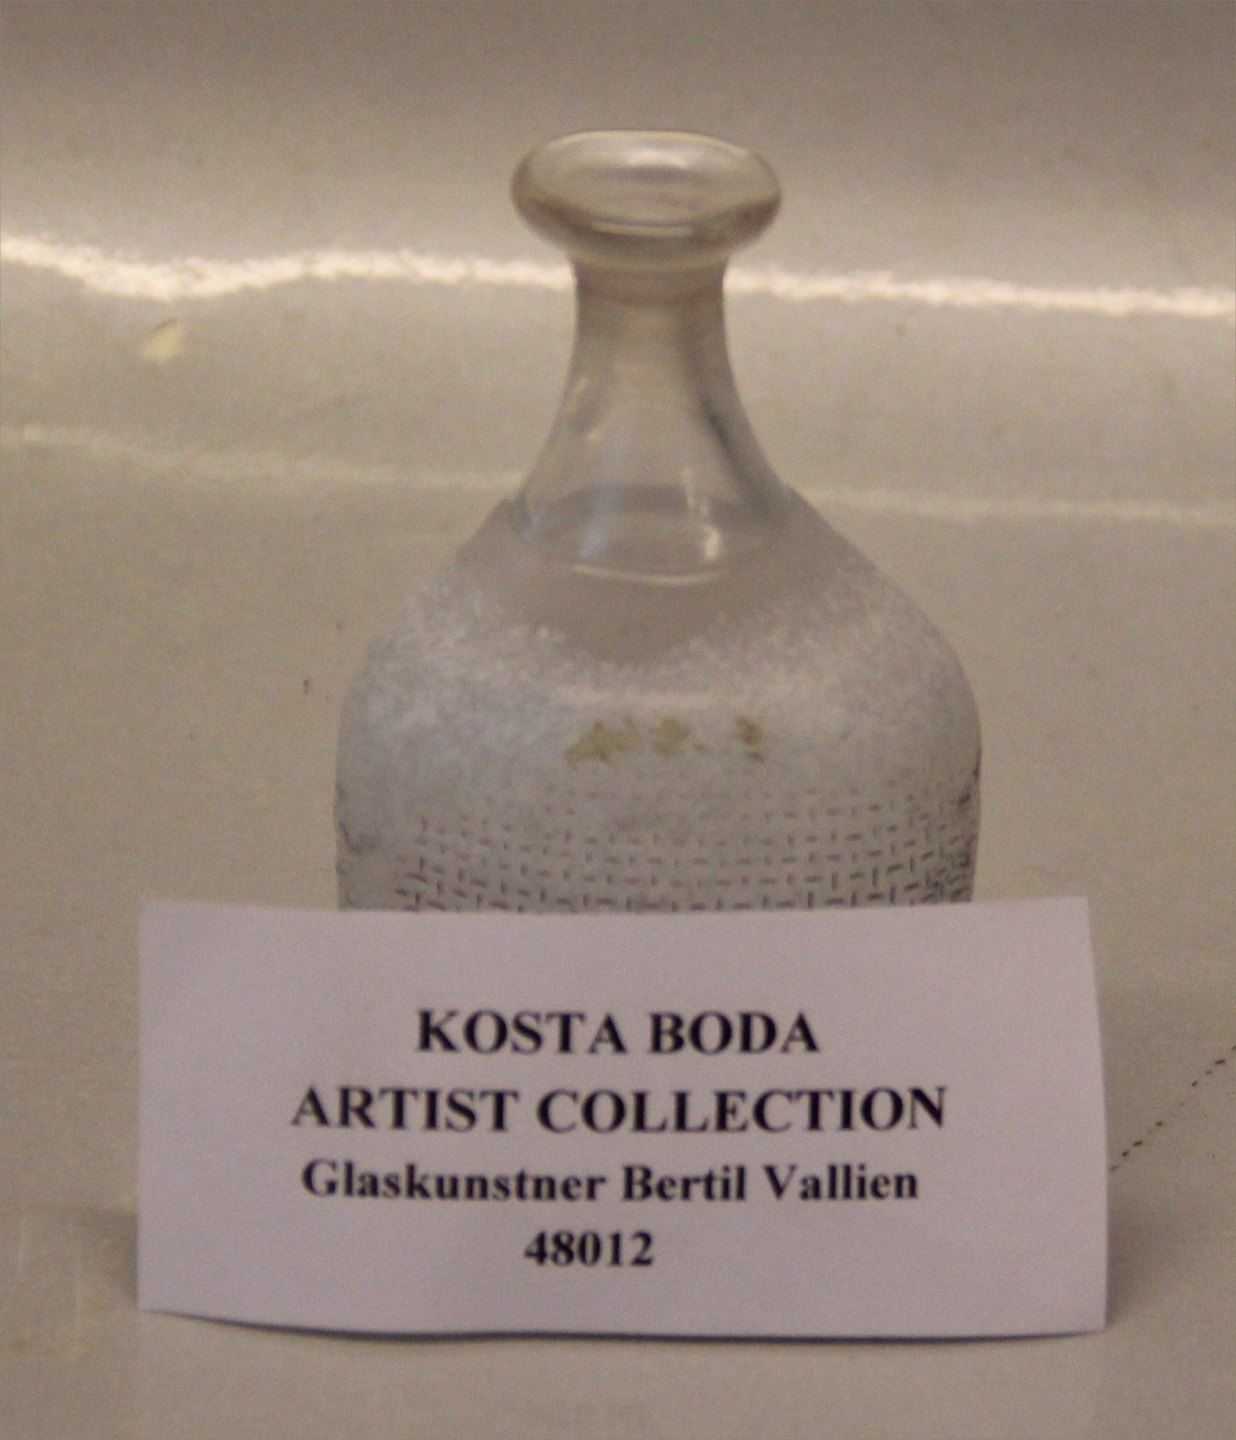 KOSTA BODA
ARTIST COLLECTION
Glaskunstner Bertil Vallien
48012